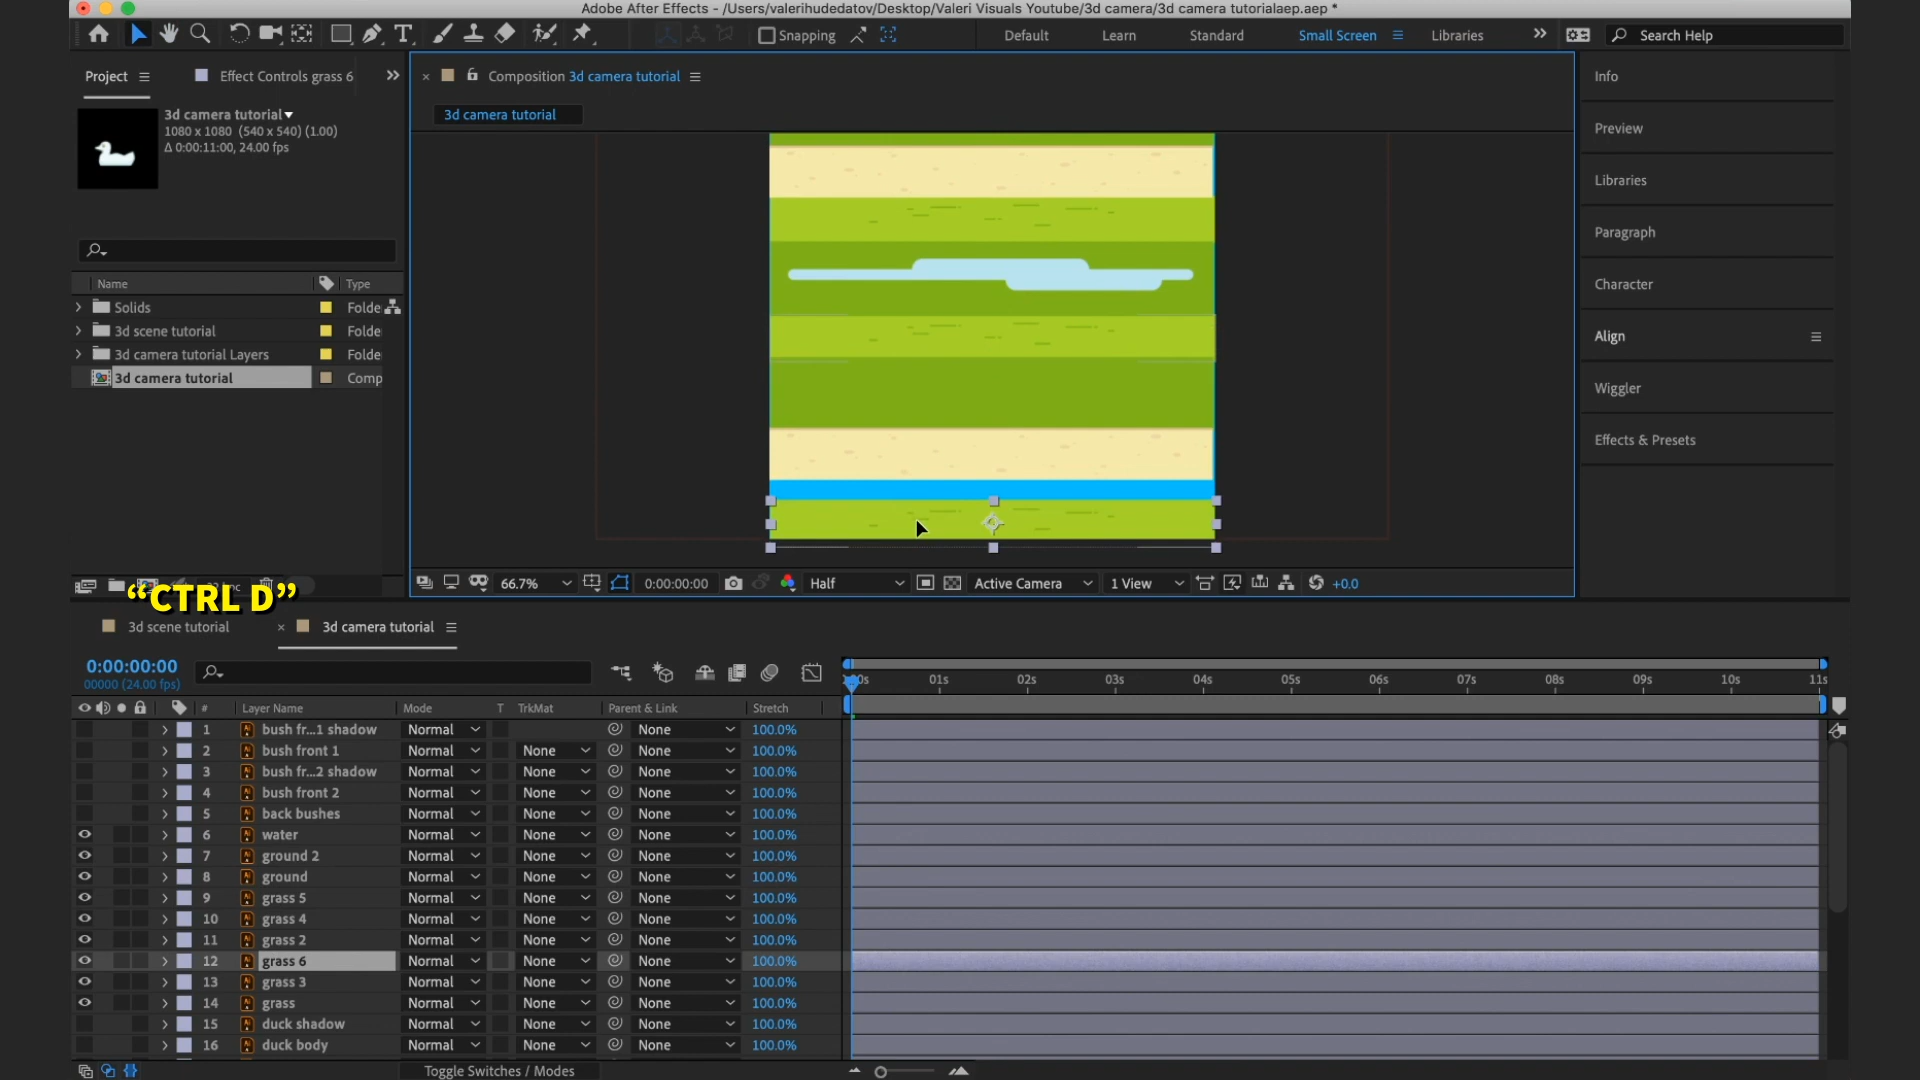 Adobe After Effects - /Users/valerihudedatov/Desktop/Valeri Visuals Youtube/3d camera/3d camera tutorialaep.aep *
Snapping
Default
Learn
Standard
Small Screen
Libraries
Search Help
Project
Effect Controls grass 6
Composition 3d camera tutorial
3d camera tutorial
3d camera tutorial
1080 x 1080 (540 x 540) (1.00)
Δ 0:00:11:00, 24.00 fps
Name Type
Solids Folde
3d scene tutorial Folde
3d camera tutorial Layers Folde
3d camera tutorial Comp
Info
Preview
Libraries
Paragraph
Character
Align
Wiggler
Effects & Presets
66.7% 0:00:00:00 Half Active Camera 1 View +0.0
“CTRL D”
3d scene tutorial
3d camera tutorial
0:00:00:00
00000 (24.00 fps)
01s 02s 03s 04s 05s 06s 07s 08s 09s 10s 11s
# Layer Name Mode T TrkMat Parent & Link Stretch
1 bush fr...1 shadow Normal None 100.0%
2 bush front 1 Normal None None 100.0%
3 bush fr...2 shadow Normal None None 100.0%
4 bush front 2 Normal None None 100.0%
5 back bushes Normal None None 100.0%
6 water Normal None None 100.0%
7 ground 2 Normal None None 100.0%
8 ground Normal None None 100.0%
9 grass 5 Normal None None 100.0%
10 grass 4 Normal None None 100.0%
11 grass 2 Normal None None 100.0%
12 grass 6 Normal None None 100.0%
13 grass 3 Normal None None 100.0%
14 grass Normal None None 100.0%
15 duck shadow Normal None None 100.0%
16 duck body Normal None None 100.0%
Toggle Switches / Modes